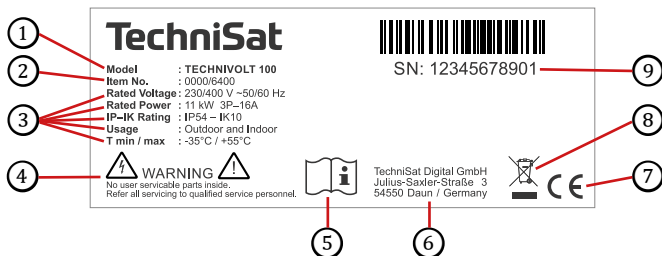 TechniSat
Model : TECHNIVOLT 100
Item No. : 0000/6400
Rated Voltage : 230/400 V ~50/60 Hz
Rated Power : 11 kW 3P–16A
IP–IK Rating : IP54 – IK10
Usage : Outdoor and Indoor
T min / max : -35°C / +55°C
WARNING
No user servicable parts inside.
Refer all servicing to qualified service personnel.
i
SN: 12345678901
TechniSat Digital GmbH
Julius-Saxler-Straße 3
54550 Daun / Germany
CE
1
2
3
4
5
6
7
8
9